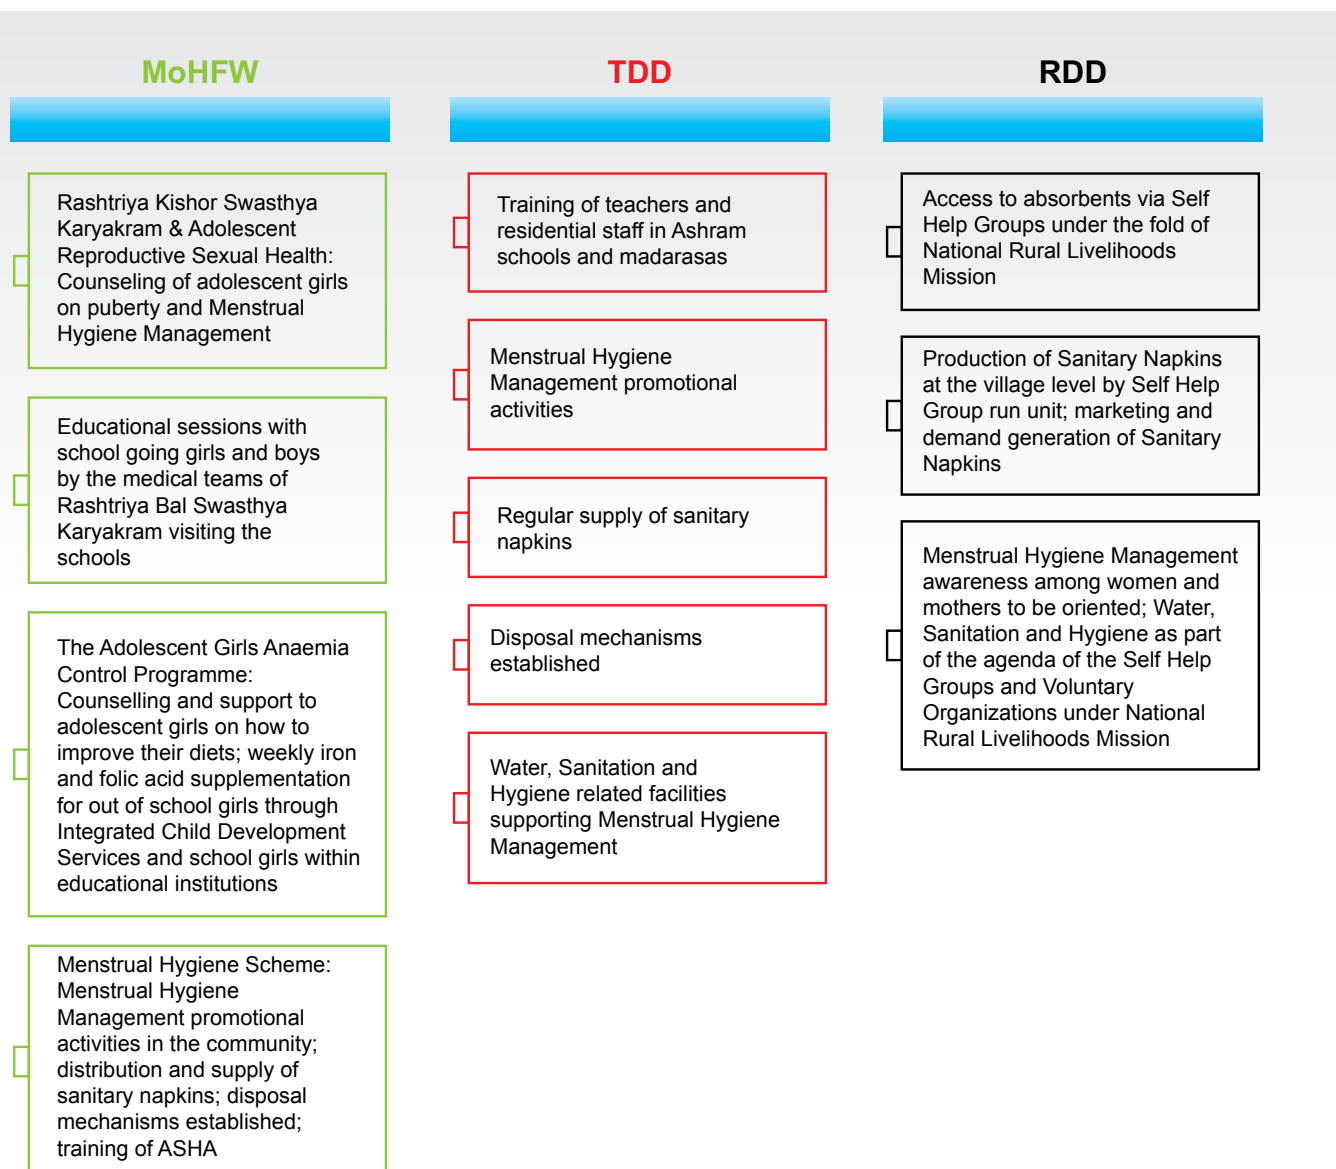 MoHFW
Rashtriya Kishor Swasthya
Karyakram & Adolescent
Reproductive Sexual Health:
Counseling of adolescent girls
on puberty and Menstrual
Hygiene Management
Educational sessions with
school going girls and boys
by the medical teams of
Rashtriya Bal Swasthya
Karyakram visiting the
schools
The Adolescent Girls Anaemia
Control Programme:
Counselling and support to
adolescent girls on how to
improve their diets; weekly iron
and folic acid supplementation
for out of school girls through
Integrated Child Development
Services and school girls within
educational institutions
Menstrual Hygiene Scheme:
Menstrual Hygiene
Management promotional
activities in the community;
distribution and supply of
sanitary napkins; disposal
mechanisms established;
training of ASHA
TDD
Training of teachers and
residential staff in Ashram
schools and madarasas
Menstrual Hygiene
Management promotional
activities
Regular supply of sanitary
napkins
Disposal mechanisms
established
Water, Sanitation and
Hygiene related facilities
supporting Menstrual Hygiene
Management
RDD
Access to absorbents via Self
Help Groups under the fold of
National Rural Livelihoods
Mission
Production of Sanitary Napkins
at the village level by Self Help
Group run unit; marketing and
demand generation of Sanitary
Napkins
Menstrual Hygiene Management
awareness among women and
mothers to be oriented; Water,
Sanitation and Hygiene as part
of the agenda of the Self Help
Groups and Voluntary
Organizations under National
Rural Livelihoods Mission